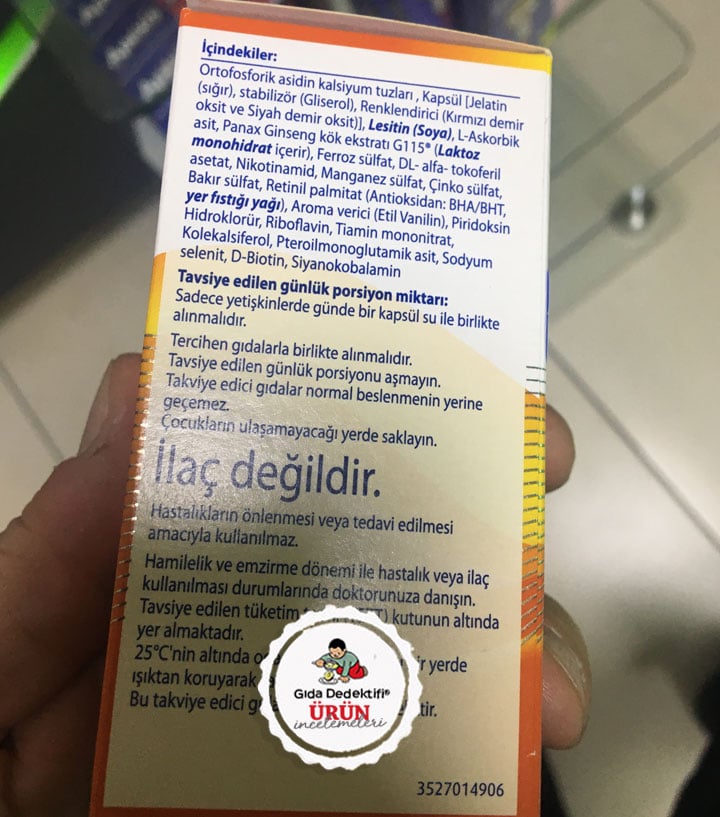 İçindekiler:
Ortofosforik asidin kalsiyum tuzları , Kapsül [Jelatin
(sığır), stabilizör (Gliserol), Renklendirici (Kırmızı demir
oksit ve Siyah demir oksit)], Lesitin (Soya), L-Askorbik
asit, Panax Ginseng kök ekstratı G115® (Laktoz
monohidrat içerir), Ferroz sülfat, DL- alfa- tokoferil
asetat, Nikotinamid, Manganez sülfat, Çinko sülfat,
Bakır sülfat, Retinil palmitat (Antioksidan: BHA/BHT,
yer fıstığı yağı), Aroma verici (Etil Vanilin), Piridoksin
Hidroklorür, Riboflavin, Tiamin mononitrat,
Kolekalsiferol, Pteroilmonoglutamik asit, Sodyum
selenit, D-Biotin, Siyanokobalamin
Tavsiye edilen günlük porsiyon miktarı:
Sadece yetişkinlerde günde bir kapsül su ile birlikte
alınmalıdır.
Tercihen gıdalarla birlikte alınmalıdır.
Tavsiye edilen günlük porsiyonu aşmayın.
Takviye edici gıdalar normal beslenmenin yerine
geçemez.
Çocukların ulaşamayacağı yerde saklayın.
İlaç değildir.
Hastalıkların önlenmesi veya tedavi edilmesi
amacıyla kullanılmaz.
Hamilelik ve emzirme dönemi ile hastalık veya ilaç
kullanılması durumlarında doktorunuza danışın.
Tavsiye edilen tüketim kutunun altında
yer almaktadır.
25°C'nin altında yerde
ışıktan koruyarak
Bu takviye edici
Gıda Dedektifi®
ÜRÜN
incelemeleri
3527014906